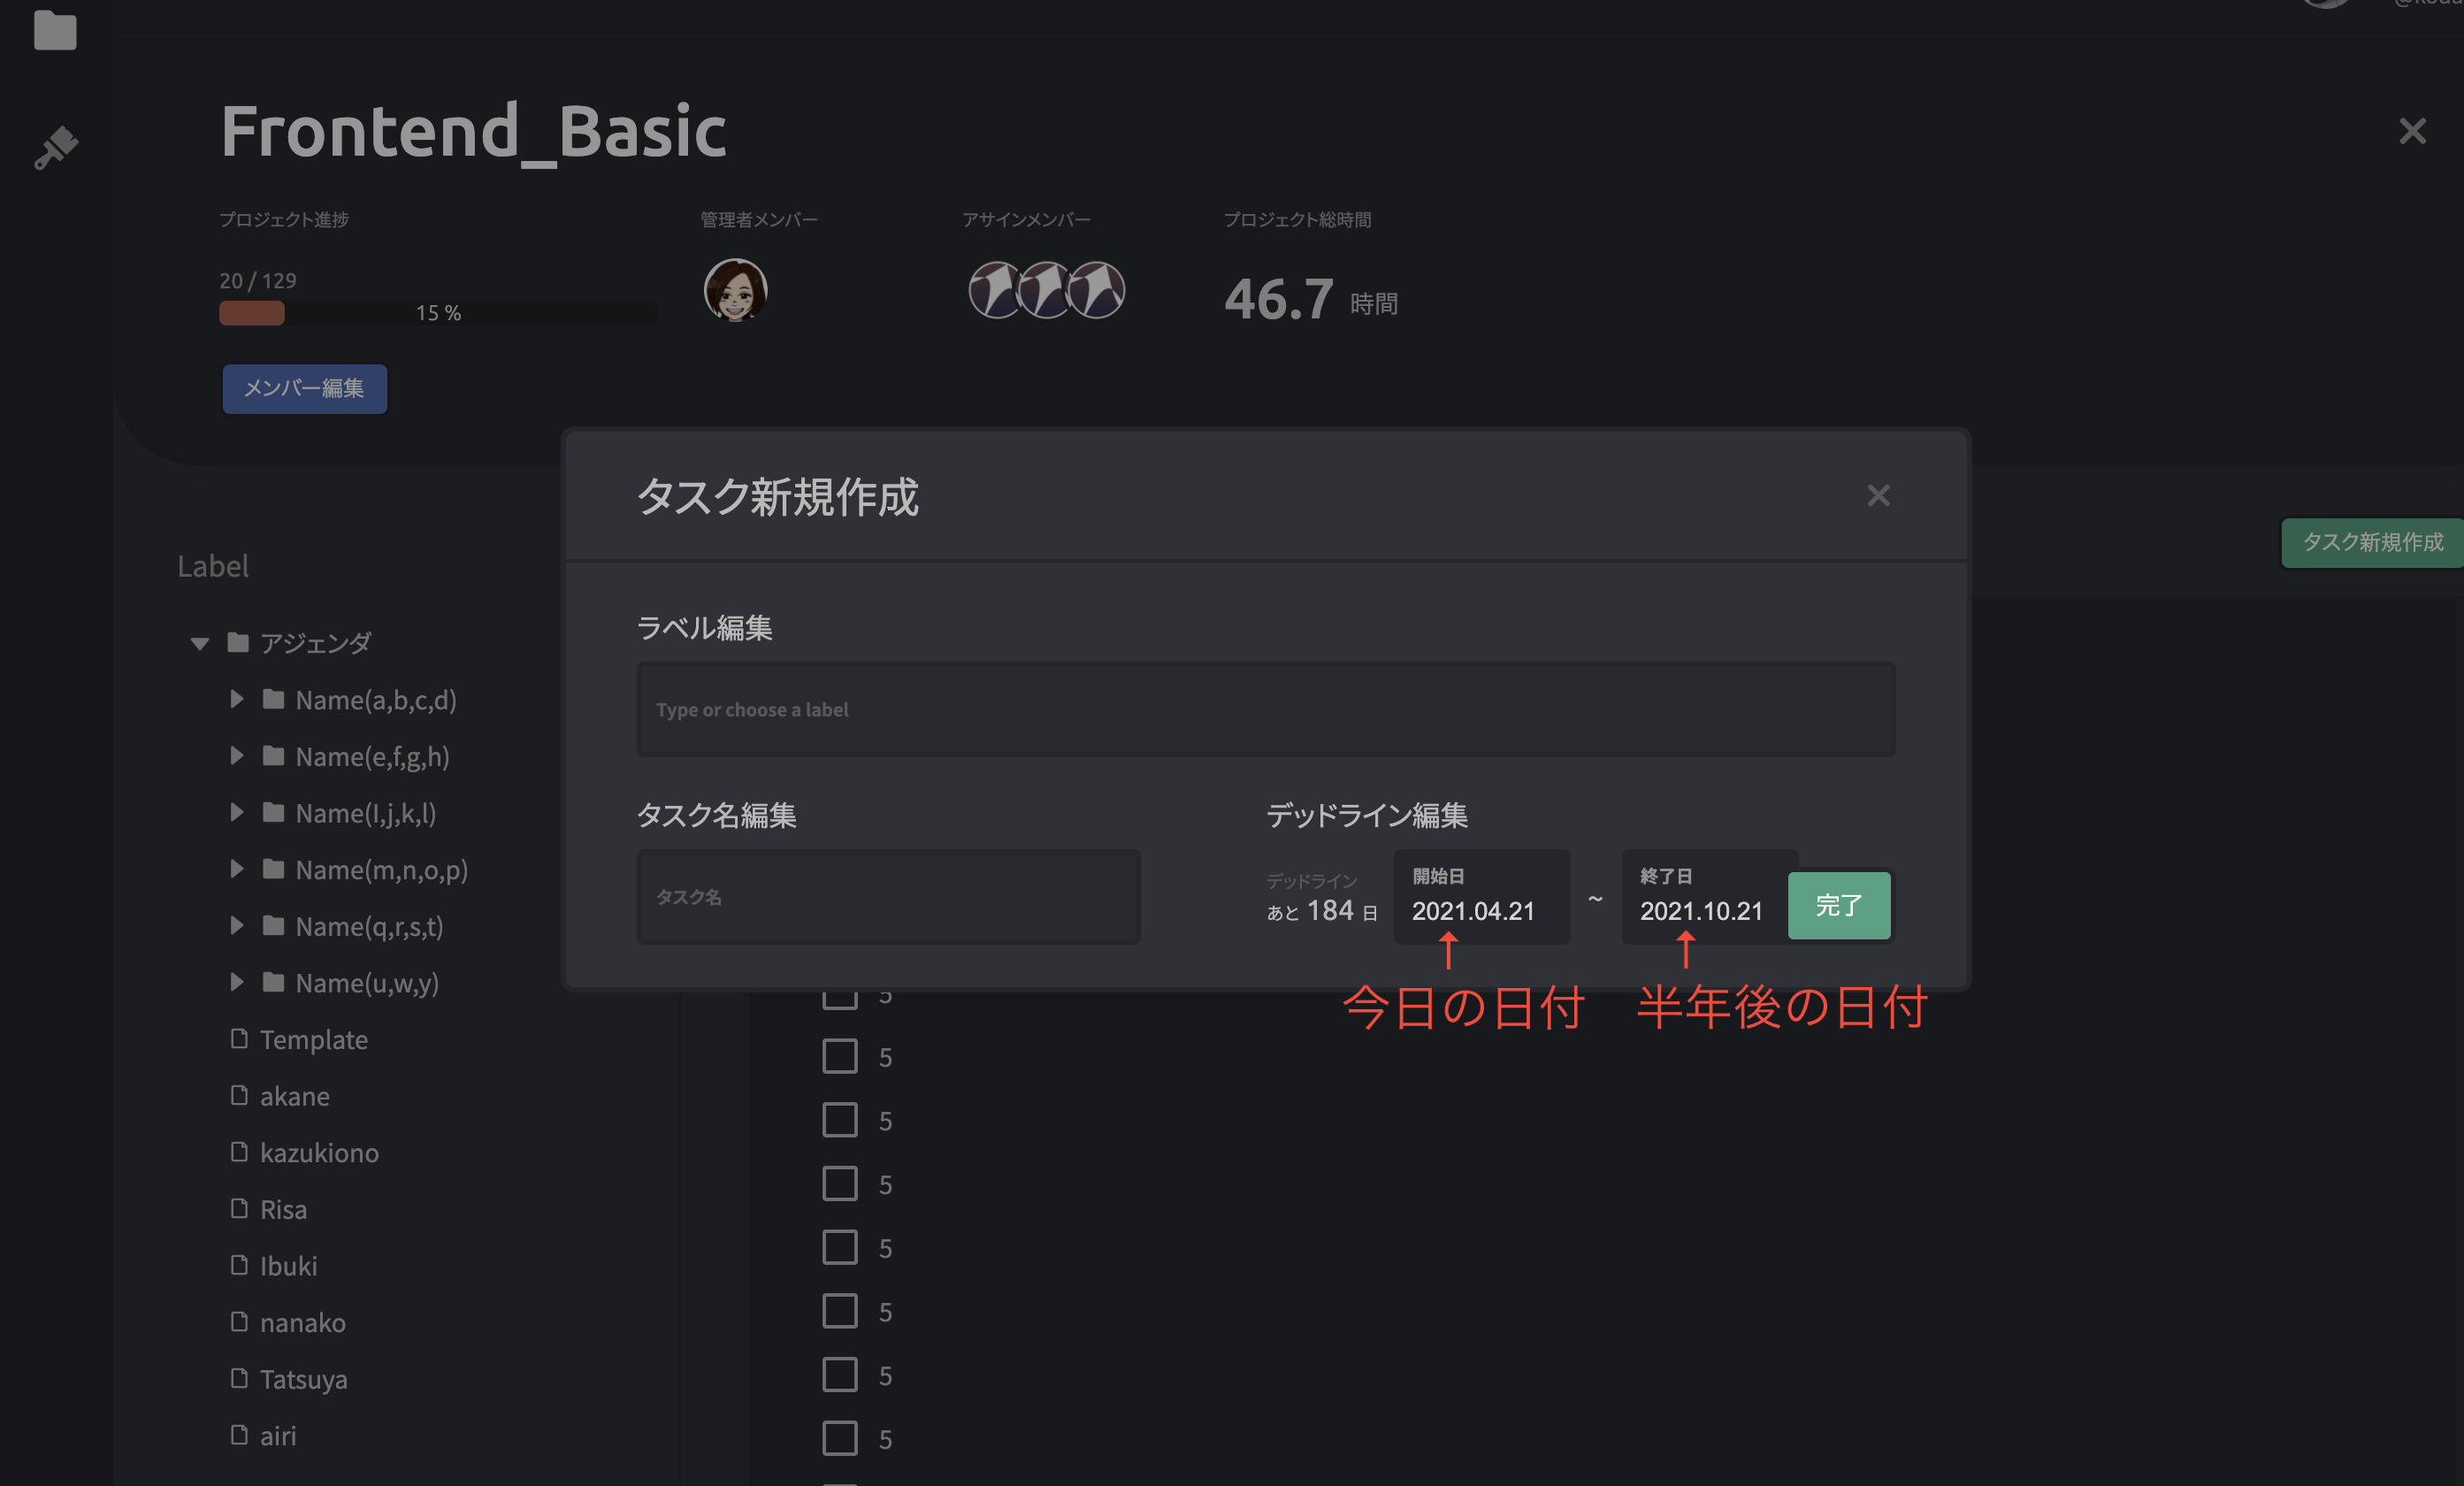 Frontend_Basic
プロジェクト進捗
管理者メンバー
アサインメンバー
プロジェクト総時間
20 / 129
15 %
46.7 時間
メンバー編集
タスク新規作成
タスク新規作成
Label
ラベル編集
Type or choose a label
アジェンダ
Name(a,b,c,d)
Name(e,f,g,h)
Name(I,j,k,l)
Name(m,n,o,p)
Name(q,r,s,t)
Name(u,w,y)
Template
akane
kazukiono
Risa
Ibuki
nanako
Tatsuya
airi
タスク名編集
タスク名
デッドライン編集
デッドライン
あと 184 日
開始日
2021.04.21
~
終了日
2021.10.21
完了
今日の日付
半年後の日付
5
5
5
5
5
5
5
5